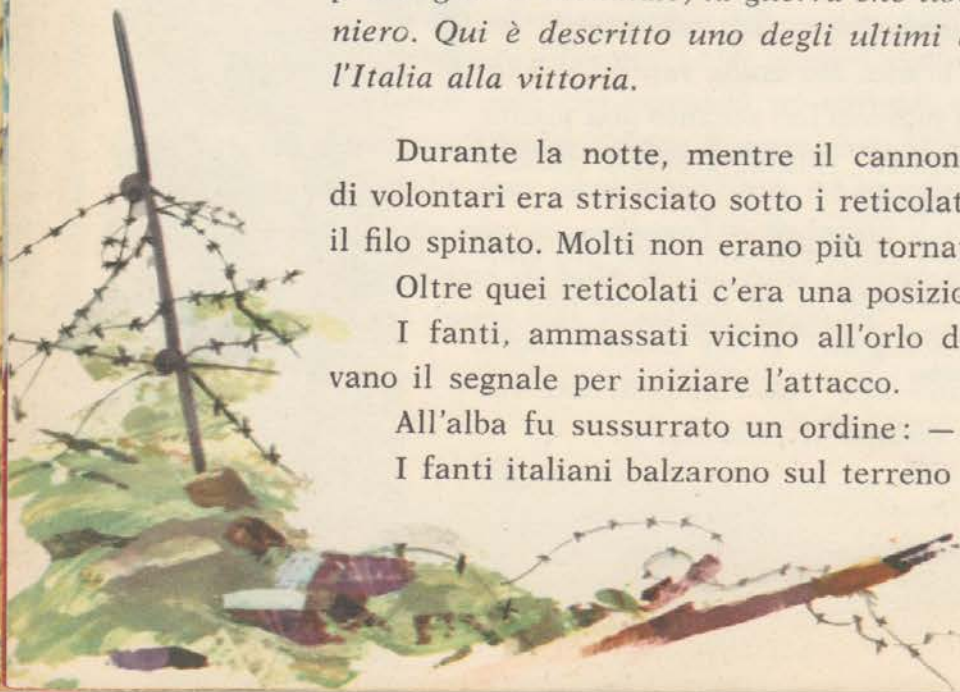 niero. Qui è descritto uno degli ultimi
l'Italia alla vittoria.
Durante la notte, mentre il cannon
di volontari era strisciato sotto i reticolat
il filo spinato. Molti non erano più torna
Oltre quei reticolati c'era una posizio
I fanti, ammassati vicino all'orlo d
vano il segnale per iniziare l'attacco.
All'alba fu sussurrato un ordine: —
I fanti italiani balzarono sul terreno